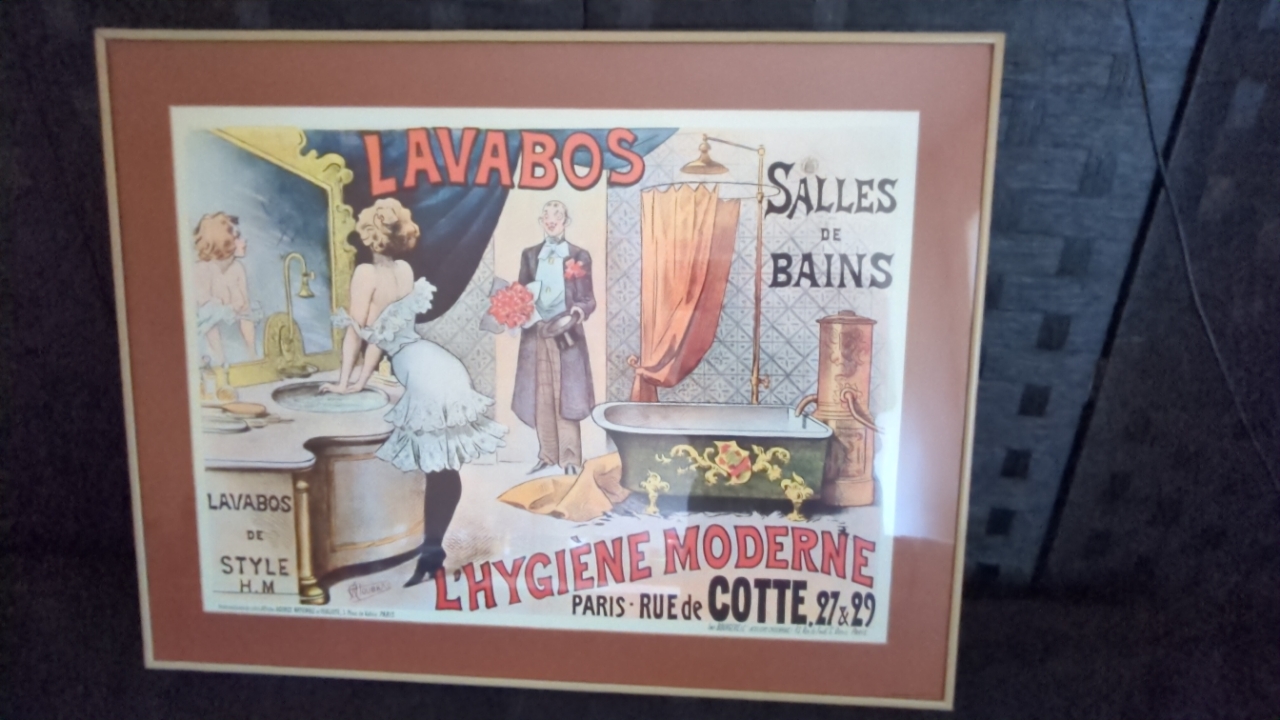 LAVABOS
SALLES
DE
BAINS
LAVABOS
DE
STYLE
H.M
L'HYGIÈNE MODERNE
PARIS - RUE de COTTE, 27 & 29